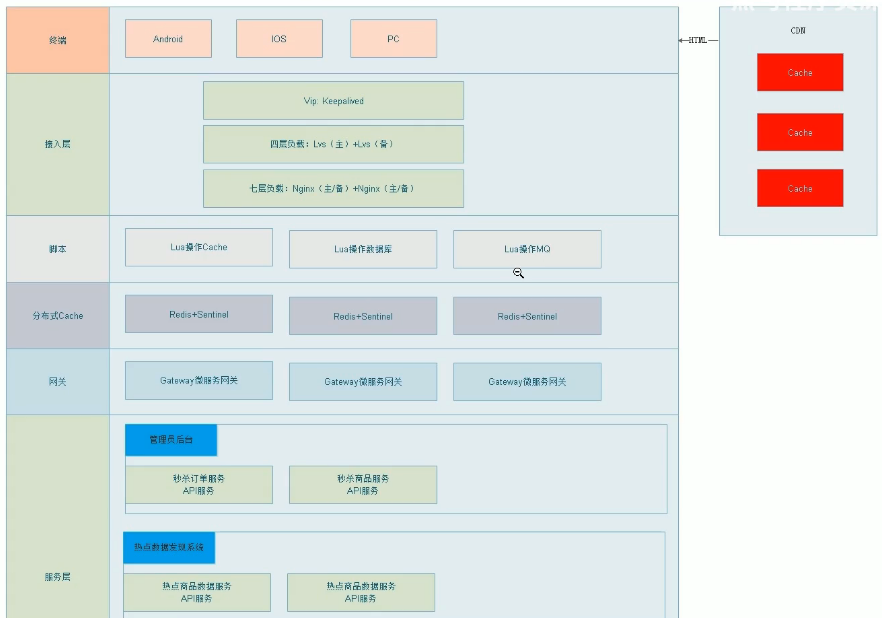 终端
Android
IOS
PC
HTML
CDN
Cache
Cache
Cache
接入层
Vip: Keepalived
四层负载：Lvs（主）+Lvs（备）
七层负载：Nginx（主/备）+Nginx（主/备）
脚本
Lua操作Cache
Lua操作数据库
Lua操作MQ
分布式Cache
Redis+Sentinel
Redis+Sentinel
Redis+Sentinel
网关
Gateway微服务网关
Gateway微服务网关
Gateway微服务网关
服务层
管理员后台
秒杀订单服务
API服务
秒杀商品服务
API服务
热点数据发现系统
热点商品数据服务
API服务
热点商品数据服务
API服务